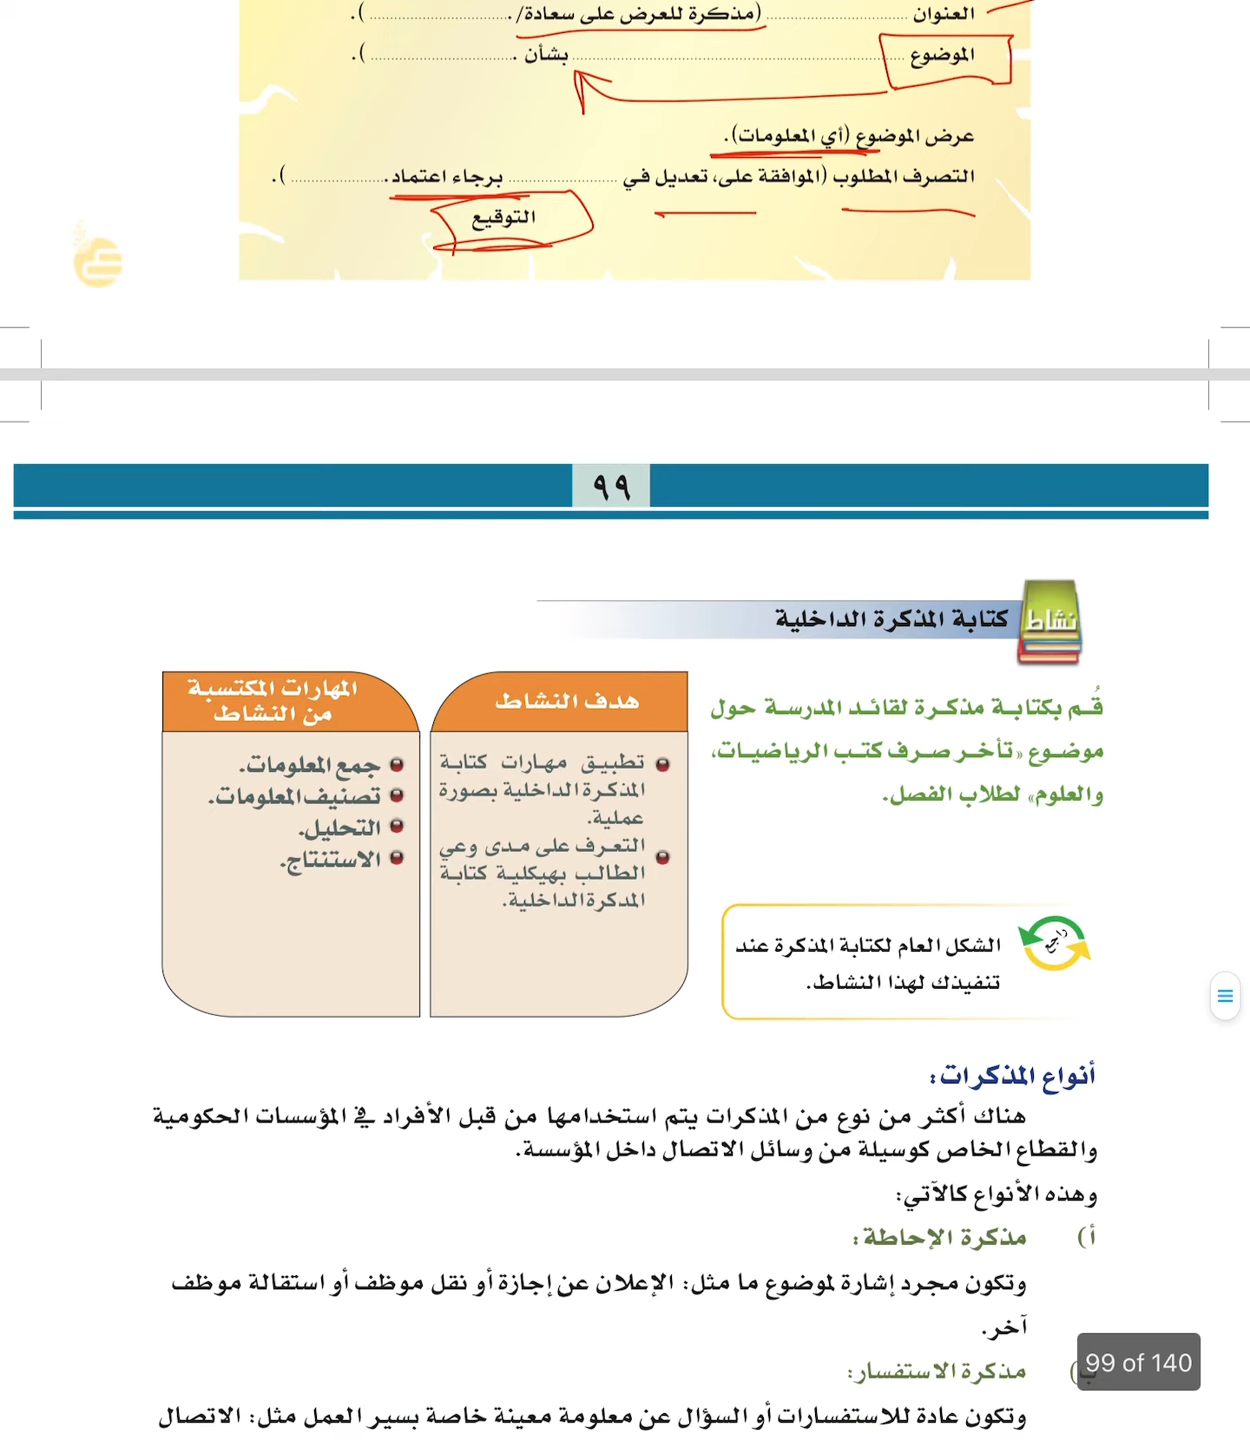 العنوان ........................ (مذكرة للعرض على سعادة/ ........................ ).
الموضوع ........................ بشأن ........................ ).
عرض الموضوع (أي المعلومات).
التصرف المطلوب (الموافقة على، تعديل في ........................ برجاء اعتماد ........................ ).
التوقيع
٩٩
نشاط
كتابة المذكرة الداخلية
قُم بكتابة مذكرة لقائد المدرسة حول
موضوع «تأخر صرف كتب الرياضيات،
والعلوم» لطلاب الفصل.
هدف النشاط
تطبيق مهارات كتابة
المذكرة الداخلية بصورة
عملية.
التعرف على مدى وعي
الطالب بهيكلية كتابة
المذكرة الداخلية.
المهارات المكتسبة
من النشاط
جمع المعلومات.
تصنيف المعلومات.
التحليل.
الاستنتاج.
راجع
الشكل العام لكتابة المذكرة عند
تنفيذك لهذا النشاط.
أنواع المذكرات:
هناك أكثر من نوع من المذكرات يتم استخدامها من قبل الأفراد في المؤسسات الحكومية
والقطاع الخاص كوسيلة من وسائل الاتصال داخل المؤسسة.
وهذه الأنواع كالآتي:
أ) مذكرة الإحاطة:
وتكون مجرد إشارة لموضوع ما مثل: الإعلان عن إجازة أو نقل موظف أو استقالة موظف
آخر.
ب) مذكرة الاستفسار:
99 of 140
وتكون عادة للاستفسارات أو السؤال عن معلومة معينة خاصة بسير العمل مثل: الاتصال